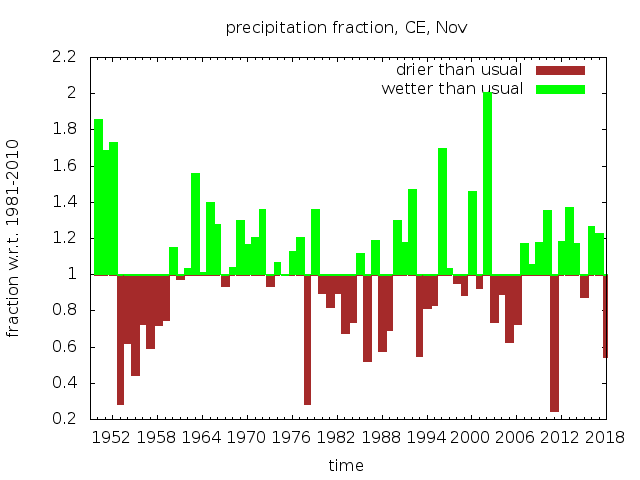 precipitation fraction, CE, Nov
drier than usual
wetter than usual
fraction w.r.t. 1981-2010
2.2
2
1.8
1.6
1.4
1.2
1
0.8
0.6
0.4
0.2
1952 1958 1964 1970 1976 1982 1988 1994 2000 2006 2012 2018
time